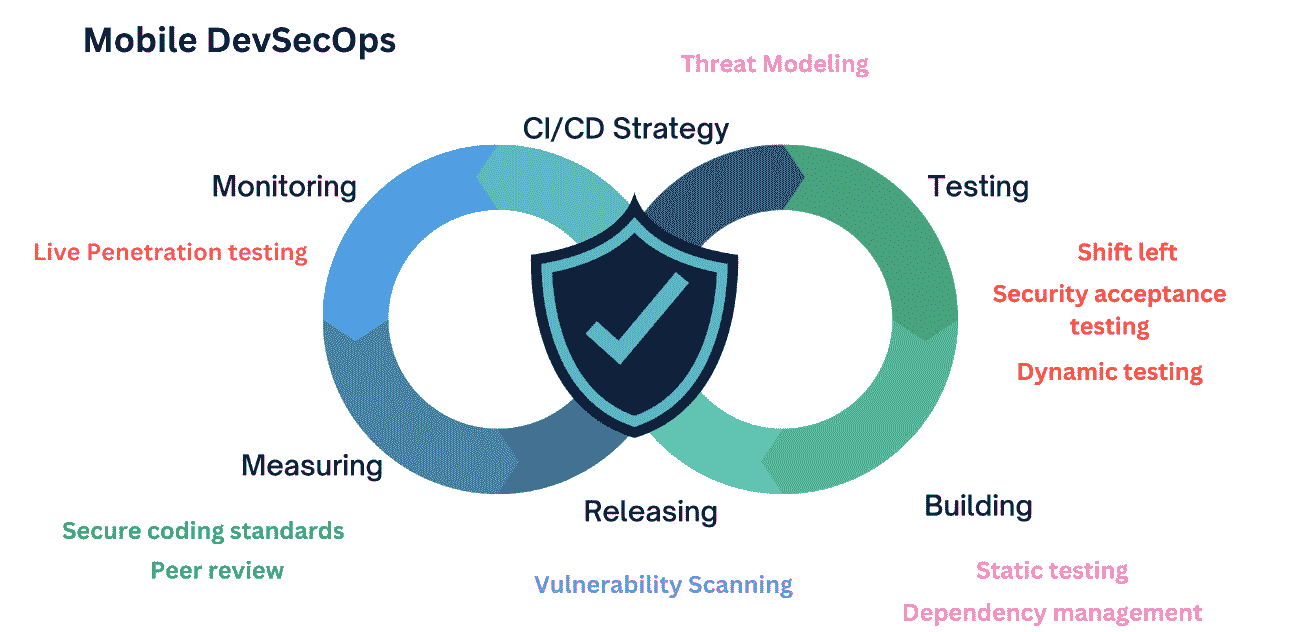 Mobile DevSecOps
Threat Modeling
CI/CD Strategy
Monitoring
Testing
Live Penetration testing
Shift left
Security acceptance
testing
Dynamic testing
Measuring
Releasing
Building
Secure coding standards
Peer review
Vulnerability Scanning
Static testing
Dependency management